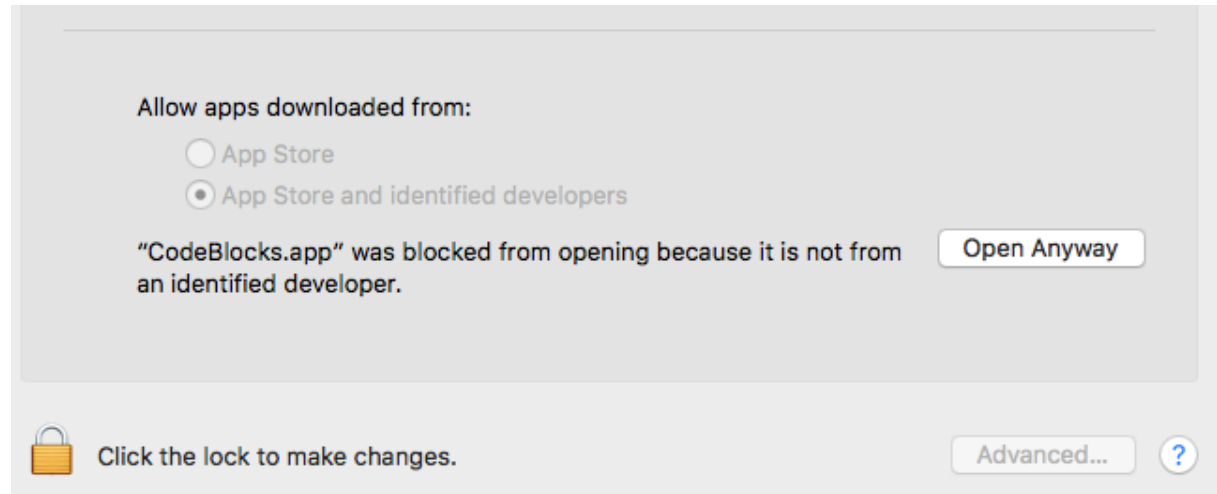 Allow apps downloaded from:
App Store
App Store and identified developers
“CodeBlocks.app” was blocked from opening because it is not from
an identified developer.
Open Anyway
Click the lock to make changes.
Advanced...
?